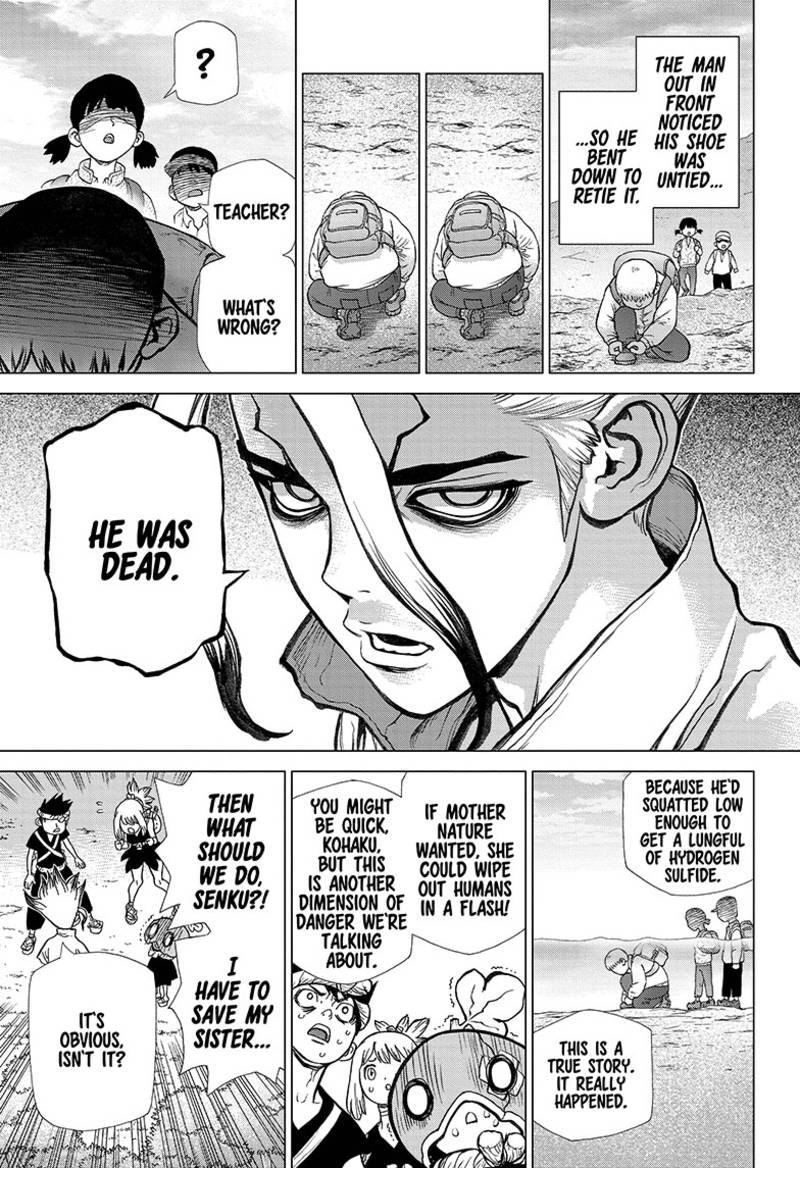 THE MAN
OUT IN
FRONT
NOTICED
HIS SHOE
WAS
UNTIED...
...SO HE
BENT
DOWN TO
RETIE IT.
?
TEACHER?
WHAT'S
WRONG?
HE WAS
DEAD.
BECAUSE HE'D
SQUATTED LOW
ENOUGH TO
GET A LUNGFUL
OF HYDROGEN
SULFIDE.
THIS IS A
TRUE STORY.
IT REALLY
HAPPENED.
IF MOTHER
NATURE
WANTED, SHE
COULD WIPE
OUT HUMANS
IN A FLASH!
YOU MIGHT
BE QUICK,
KOHAKU,
BUT THIS
IS ANOTHER
DIMENSION OF
DANGER WE'RE
TALKING
ABOUT.
THEN
WHAT
SHOULD
WE DO,
SENKU?!
I
HAVE TO
SAVE MY
SISTER...
IT'S
OBVIOUS,
ISN'T IT?